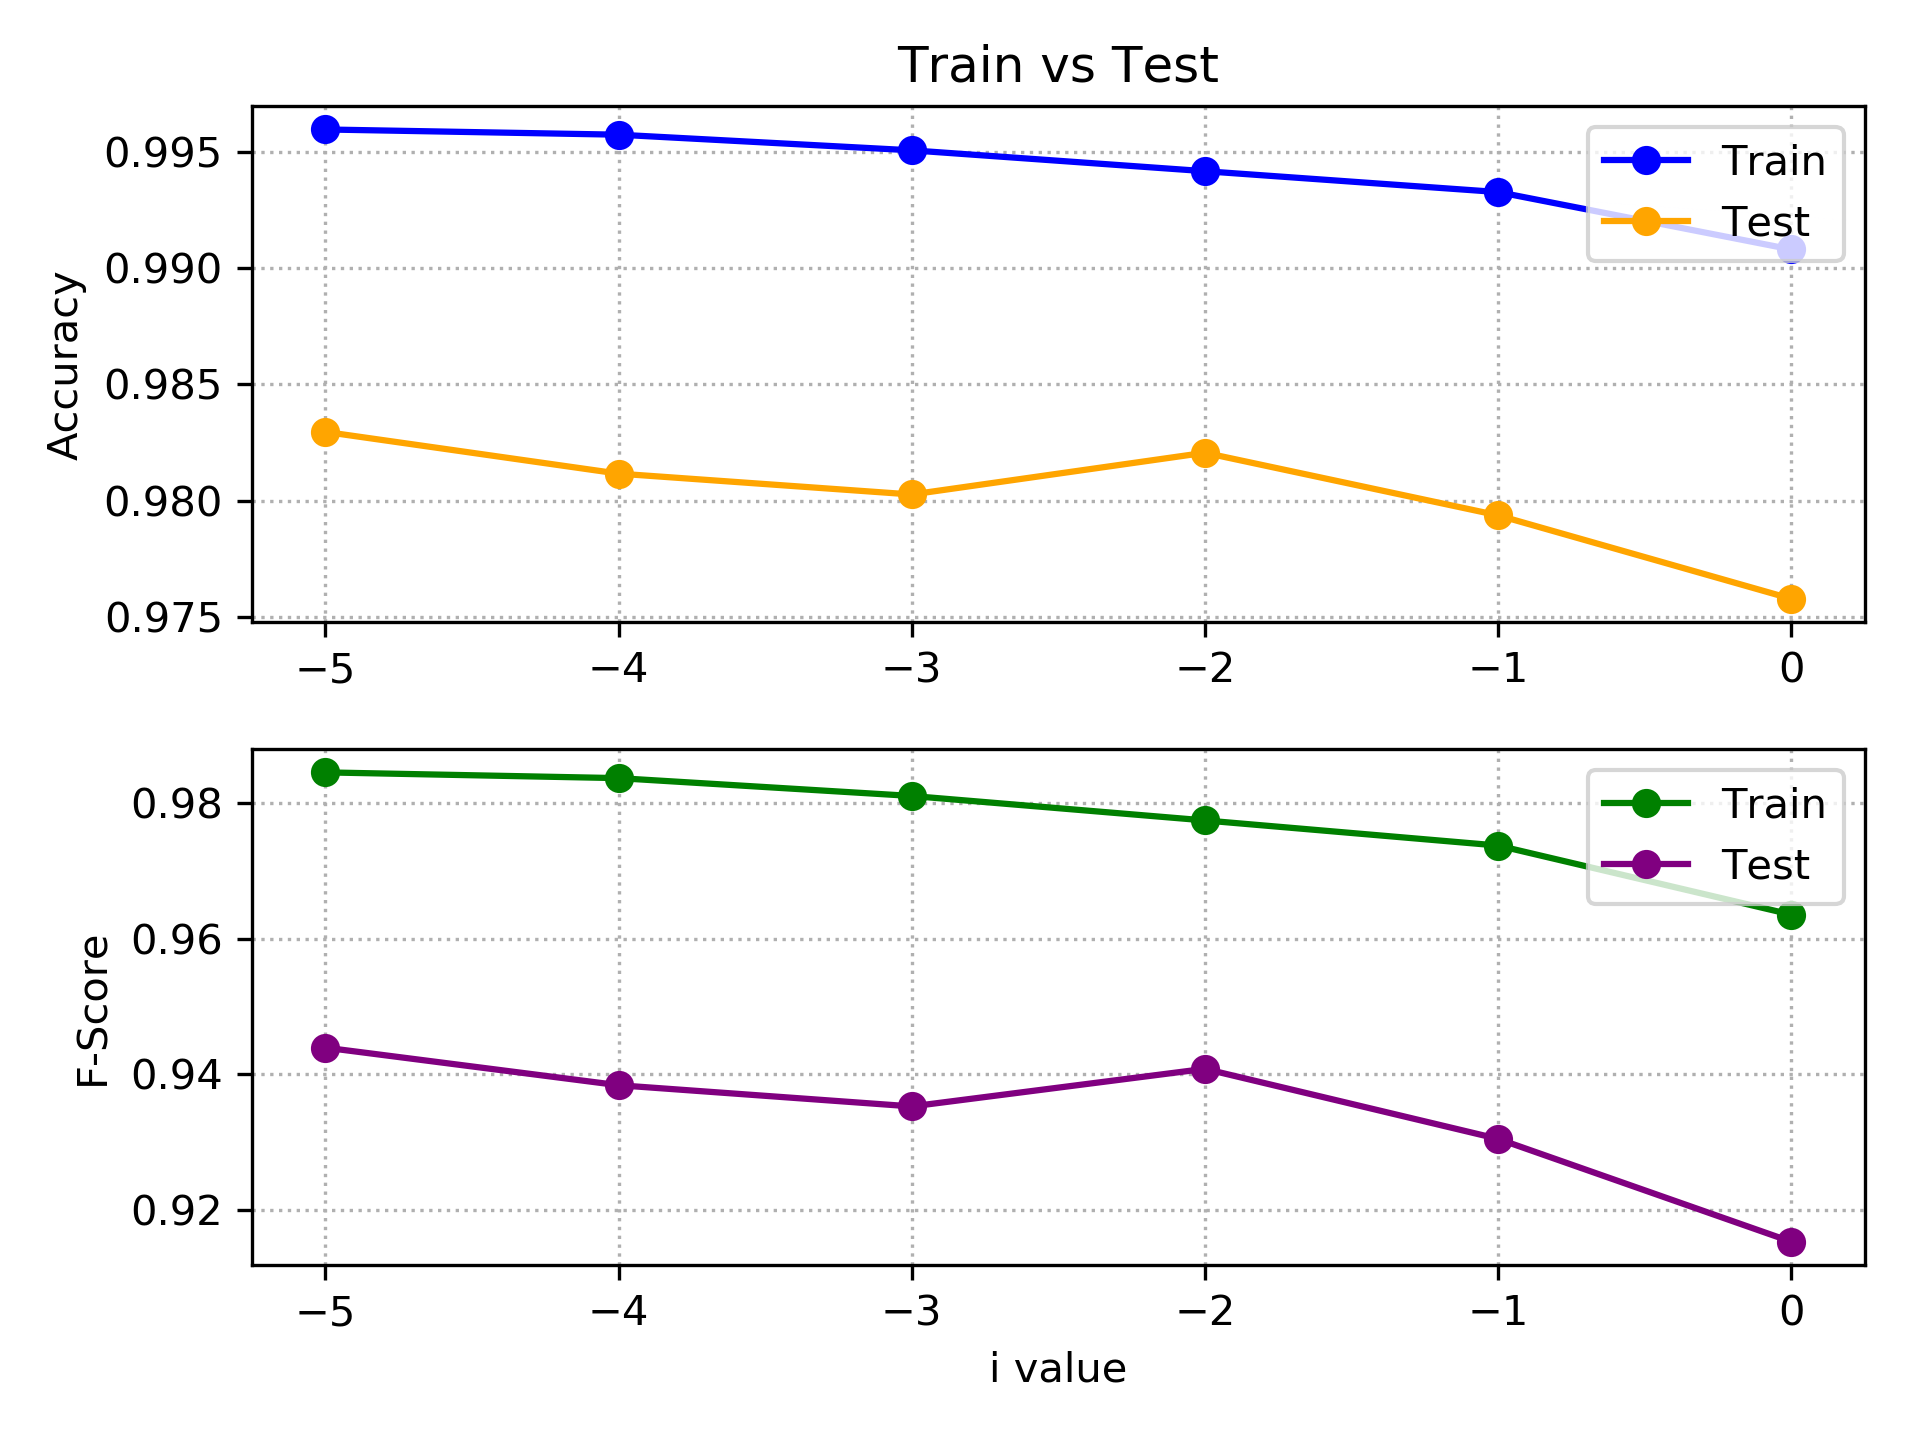 Train vs Test
Accuracy
0.995
0.990
0.985
0.980
0.975
Train
Test
−5 −4 −3 −2 −1 0
F-Score
0.98
0.96
0.94
0.92
Train
Test
−5 −4 −3 −2 −1 0
i value